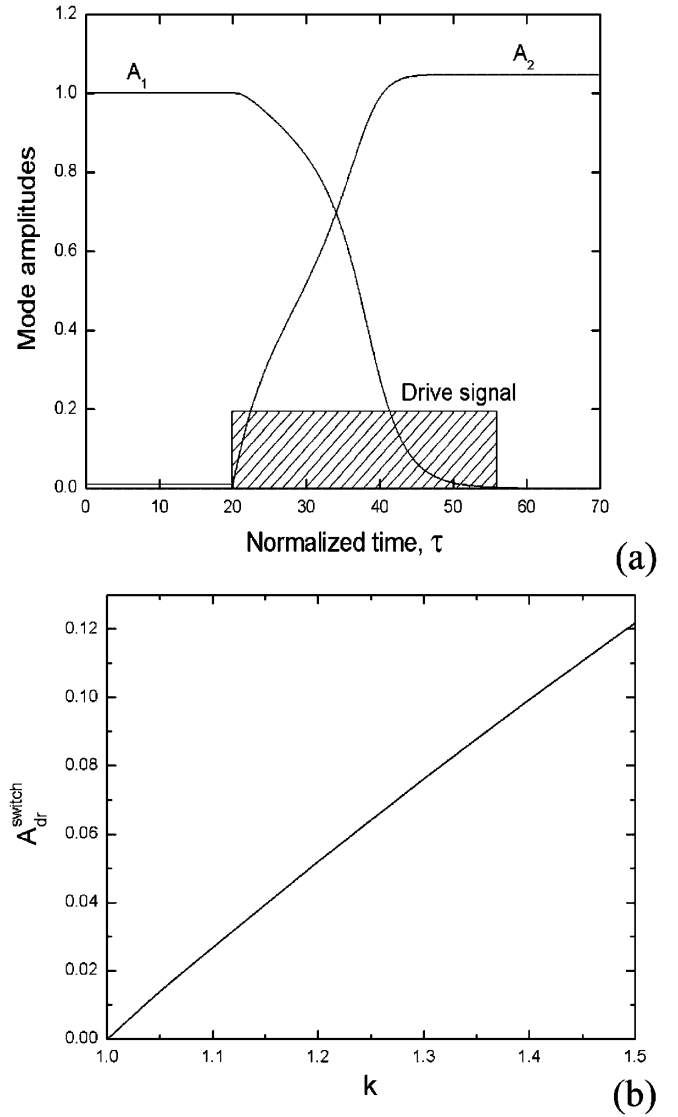 1.2
A1
A2
1.0
0.8
0.6
Mode amplitudes
0.4
Drive signal
0.2
0.0
0 10 20 30 40 50 60 70
Normalized time, τ
(a)
0.12
0.10
0.08
A dr switch
0.06
0.04
0.02
0.00
1.0 1.1 1.2 1.3 1.4 1.5
k
(b)